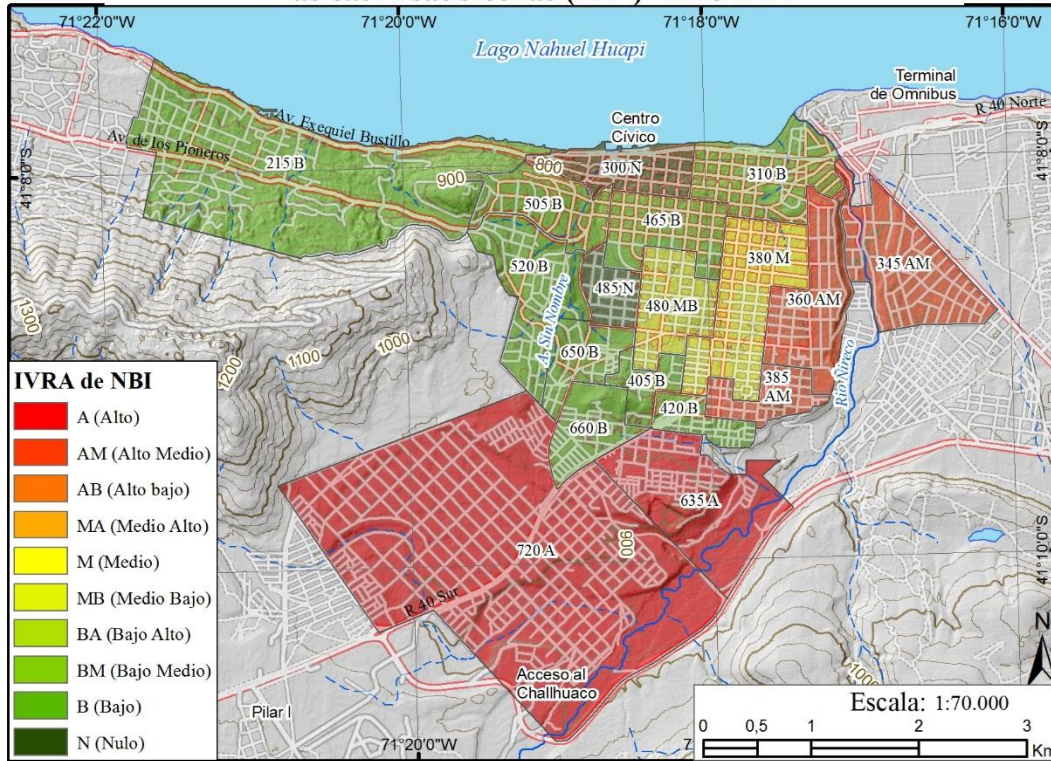 71°22'0"W
71°20'0"W
71°18'0"W
71°16'0"W
Lago Nahuel Huapi
Terminal
de Omnibus
R 40 Norte
Centro
Cívico
Av. Exequiel Bustillo
Av. de los Pioneros
41°8'0"S
41°8'0"S
215 B
800
900
300 N
310 B
505 B
465 B
380 M
345 AM
520 B
485 N
480 MB
360 AM
A. Sin Nombre
Río Ñireco
650 B
405 B
385
AM
420 B
660 B
1300
1200
1100
1000
635 A
720 A
900
R 40 Sur
41°10'0"S
1000
Acceso al
Challhuaco
Pilar I
IVRA de NBI
A (Alto)
AM (Alto Medio)
AB (Alto bajo)
MA (Medio Alto)
M (Medio)
MB (Medio Bajo)
BA (Bajo Alto)
BM (Bajo Medio)
B (Bajo)
N (Nulo)
N
Escala: 1:70.000
0 0,5 1 2 3
Km
71°20'0"W